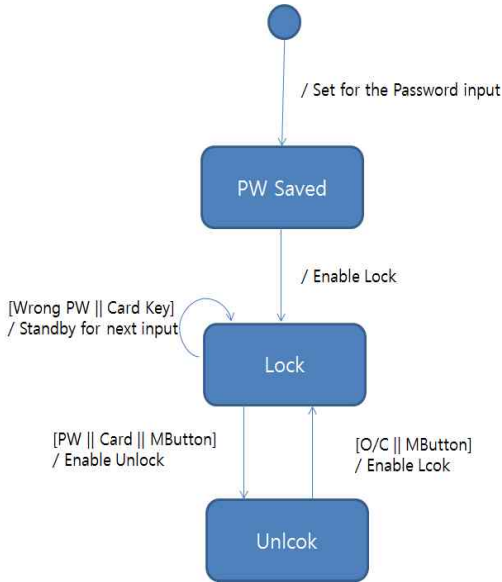 / Set for the Password input
PW Saved
/ Enable Lock
[Wrong PW || Card Key]
/ Standby for next input
Lock
[PW || Card || MButton]
/ Enable Unlock
[O/C || MButton]
/ Enable Lcok
Unlcok